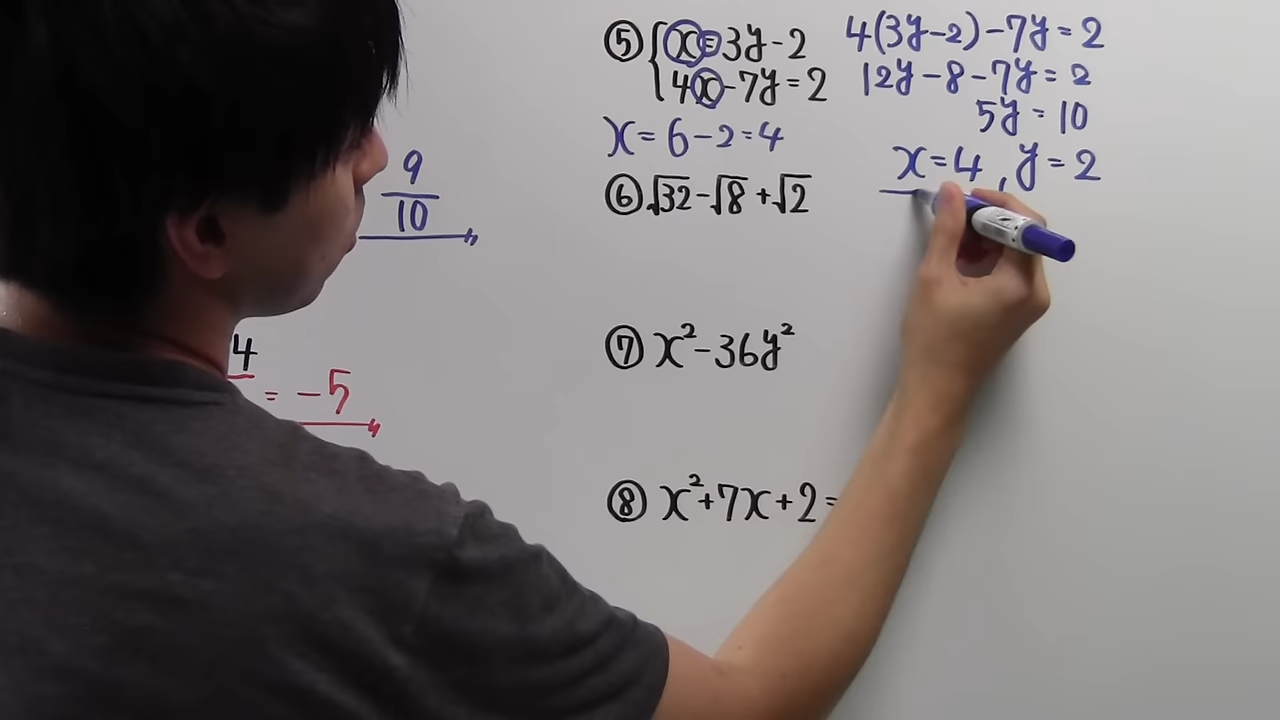 ⑤ { x = 3y - 2
4x - 7y = 2
x = 6 - 2 = 4
4(3y-2) - 7y = 2
12y - 8 - 7y = 2
5y = 10
x = 4, y = 2
⑥ √32 - √8 + √2
⑦ x² - 36y²
⑧ x² + 7x + 2 =
9
10
4
= -5